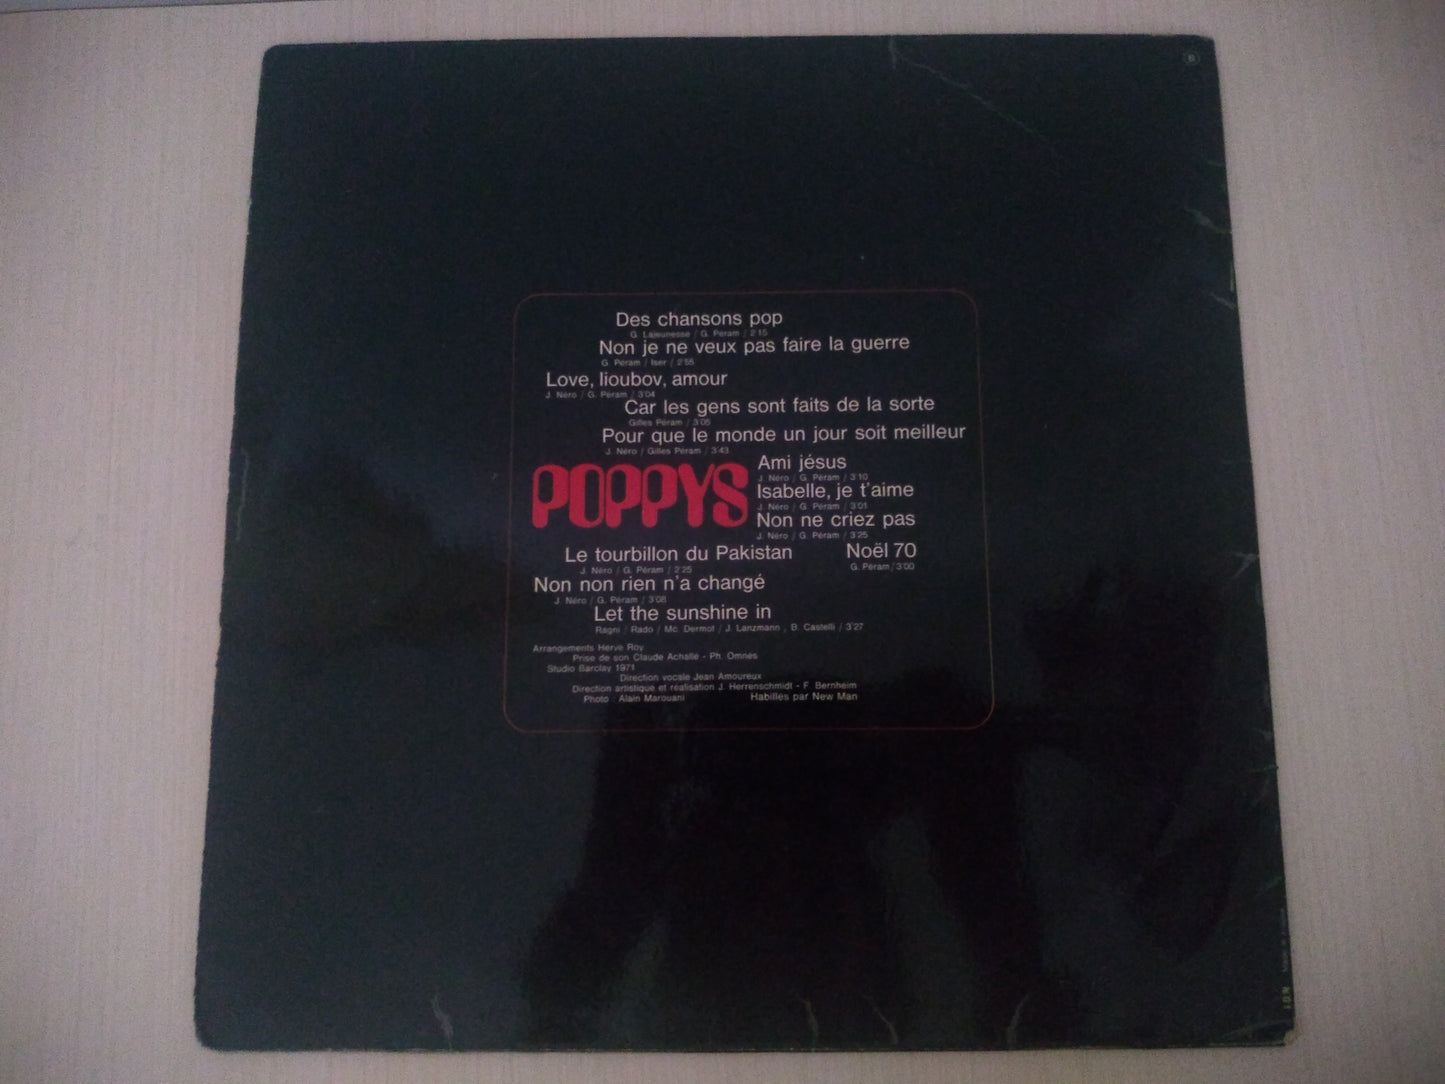 Des chansons pop
G. Lajeunesse / G. Péram / 2'15
Non je ne veux pas faire la guerre
G. Péram / Iser / 2'55
Love, lioubov, amour
J. Néro / G. Péram / 3'04
Car les gens sont faits de la sorte
Gilles Péram / 3'05
Pour que le monde un jour soit meilleur
J. Néro / Gilles Péram / 3'43
POPPYS
Ami jésus
J. Néro / G. Péram / 3'10
Isabelle, je t'aime
J. Néro / G. Péram / 3'01
Non ne criez pas
J. Néro / G. Péram / 3'25
Le tourbillon du Pakistan
J. Néro / G. Péram / 2'25
Noël 70
G. Péram / 3'00
Non non rien n'a changé
J. Néro / G. Péram / 3'08
Let the sunshine in
Ragni / Rado / Mc. Dermot / J. Lanzmann , B. Castelli / 3'27
Arrangements Hervé Roy
Prise de son Claude Achallé - Ph. Omnès
Studio Barclay 1971
Direction vocale Jean Amoureux
Direction artistique et réalisation J. Herrenschmidt - F. Bernheim
Photo : Alain Marouani
Habillés par New Man